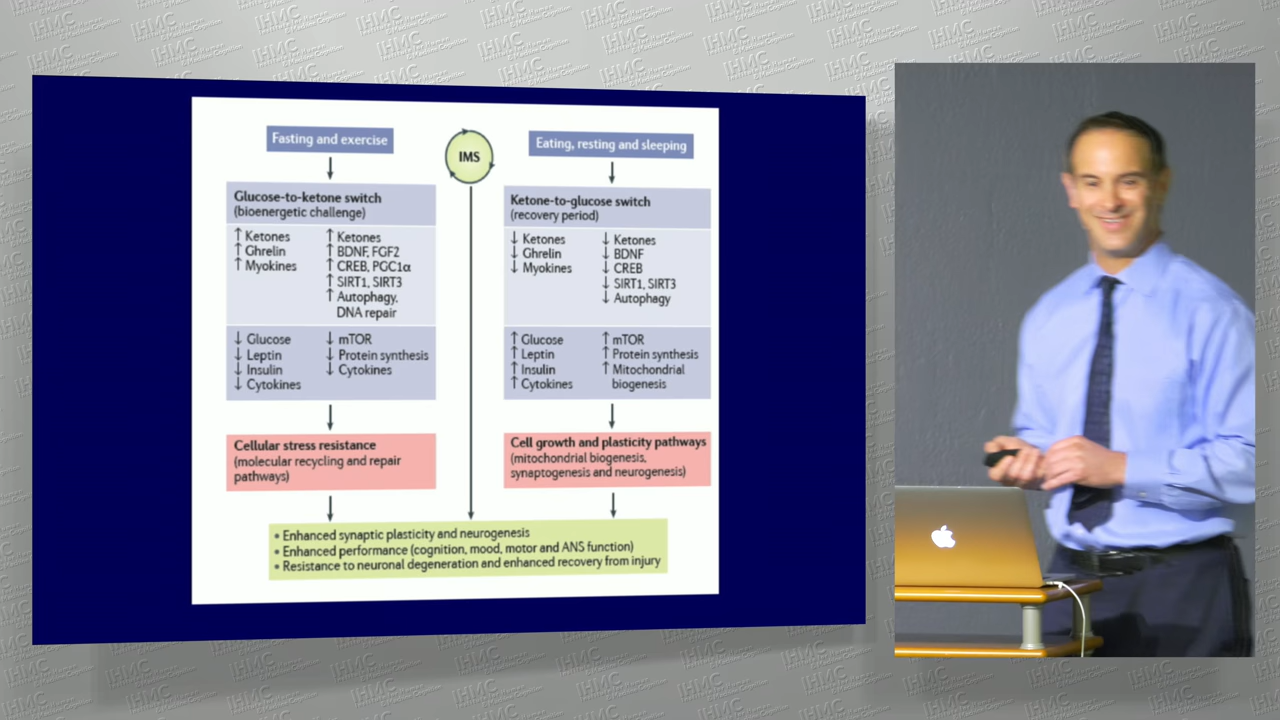 Fasting and exercise
IMS
Eating, resting and sleeping
Glucose-to-ketone switch
(bioenergetic challenge)
↑ Ketones
↑ Ghrelin
↑ Myokines
↑ Ketones
↑ BDNF, FGF2
↑ CREB, PGC1α
↑ SIRT1, SIRT3
↑ Autophagy,
DNA repair
↓ Glucose
↓ Leptin
↓ Insulin
↓ Cytokines
↓ mTOR
↓ Protein synthesis
↓ Cytokines
Cellular stress resistance
(molecular recycling and repair
pathways)
Ketone-to-glucose switch
(recovery period)
↓ Ketones
↓ Ghrelin
↓ Myokines
↓ Ketones
↓ BDNF
↓ CREB
↓ SIRT1, SIRT3
↓ Autophagy
↑ Glucose
↑ Leptin
↑ Insulin
↑ Cytokines
↑ mTOR
↑ Protein synthesis
↑ Mitochondrial
biogenesis
Cell growth and plasticity pathways
(mitochondrial biogenesis,
synaptogenesis and neurogenesis)
• Enhanced synaptic plasticity and neurogenesis
• Enhanced performance (cognition, mood, motor and ANS function)
• Resistance to neuronal degeneration and enhanced recovery from injury
IHMC